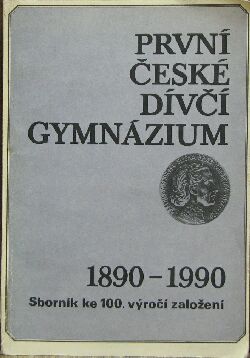 PRVNÍ
ČESKÉ
DÍVČÍ
GYMNÁZIUM
1890-1990
Sborník ke 100. výročí založení